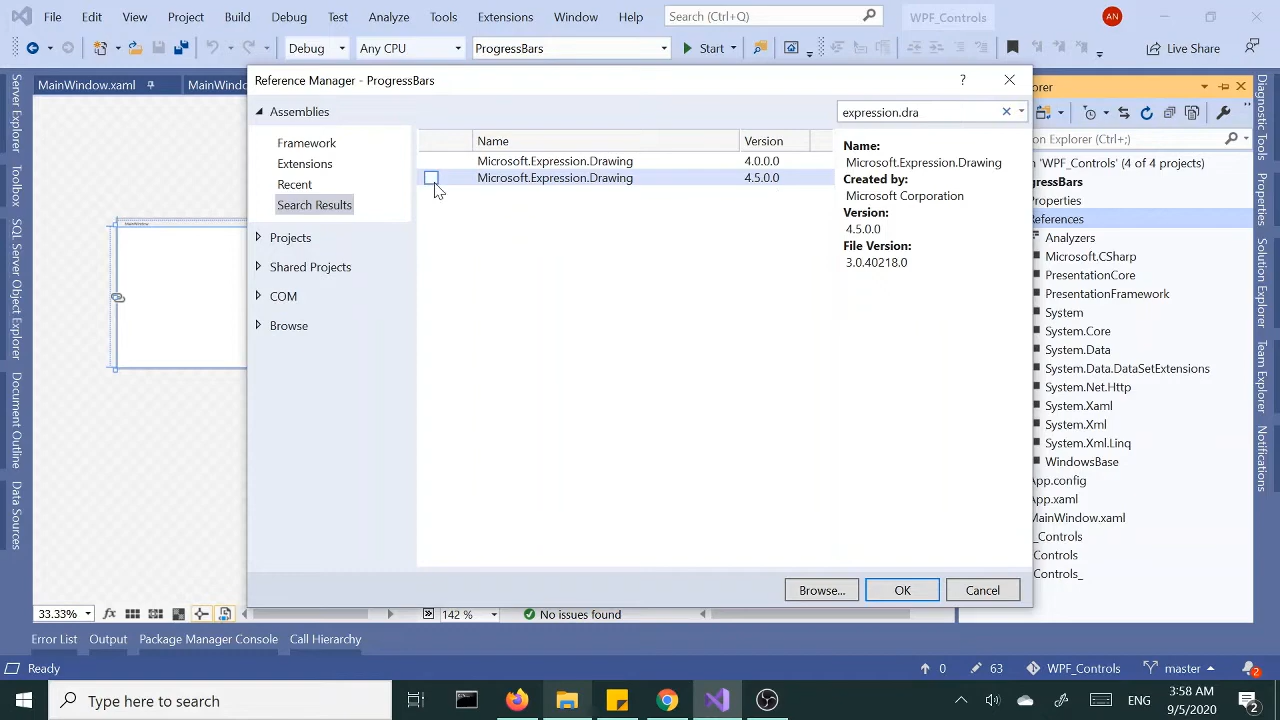 File Edit View Project Build Debug Test Analyze Tools Extensions Window Help Search (Ctrl+Q) WPF_Controls AN
Debug Any CPU ProgressBars Start Live Share
MainWindow.xaml MainWindow
Reference Manager - ProgressBars ?
Assemblies
Framework
Extensions
Recent
Search Results
Projects
Shared Projects
COM
Browse
Name Version
Microsoft.Expression.Drawing 4.0.0.0
Microsoft.Expression.Drawing 4.5.0.0
expression.dra
Name:
Microsoft.Expression.Drawing
Created by:
Microsoft Corporation
Version:
4.5.0.0
File Version:
3.0.40218.0
Browse... OK Cancel
orer
n Explorer (Ctrl+;)
'WPF_Controls' (4 of 4 projects)
gressBars
Properties
References
Analyzers
Microsoft.CSharp
PresentationCore
PresentationFramework
System
System.Core
System.Data
System.Data.DataSetExtensions
System.Net.Http
System.Xaml
System.Xml
System.Xml.Linq
WindowsBase
App.config
App.xaml
MainWindow.xaml
_Controls
Controls
Controls_
Server Explorer
Toolbox
SQL Server Object Explorer
Document Outline
Data Sources
Diagnostic Tools
Properties
Solution Explorer
Team Explorer
Notifications
MainWindow
33.33% fx 142 % No issues found
Error List Output Package Manager Console Call Hierarchy
Ready 0 63 WPF_Controls master 2
Type here to search
ENG
:58 AM
9/5/2020
2